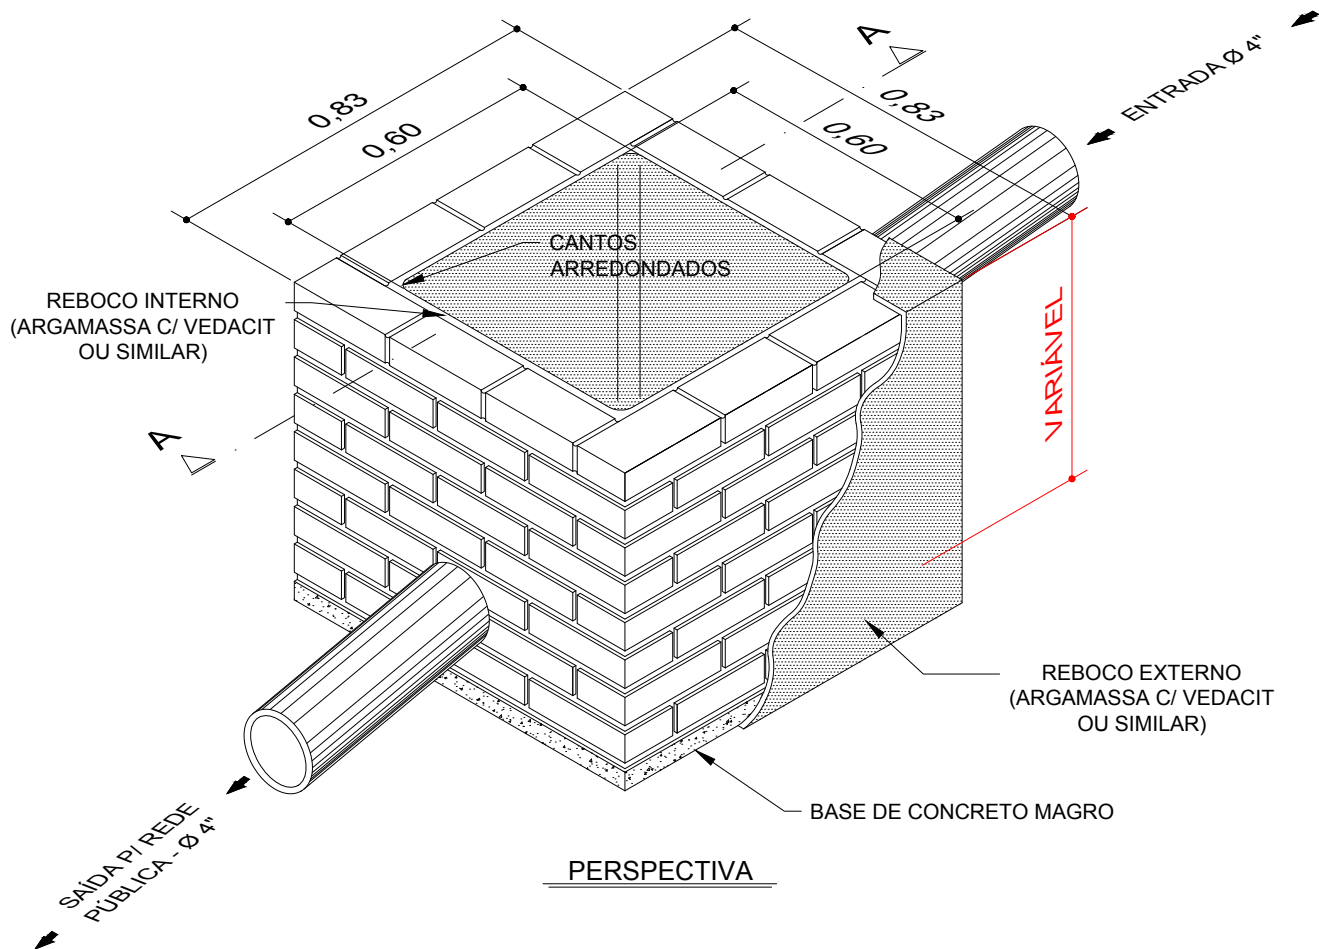 A
0,83
0,83
ENTRADA Ø 4"
0,60
0,60
CANTOS
ARREDONDADOS
REBOCO INTERNO
(ARGAMASSA C/ VEDACIT
OU SIMILAR)
VARIÁVEL
A
REBOCO EXTERNO
(ARGAMASSA C/ VEDACIT
OU SIMILAR)
BASE DE CONCRETO MAGRO
SAÍDA P/ REDE
PÚBLICA - Ø 4"
PERSPECTIVA